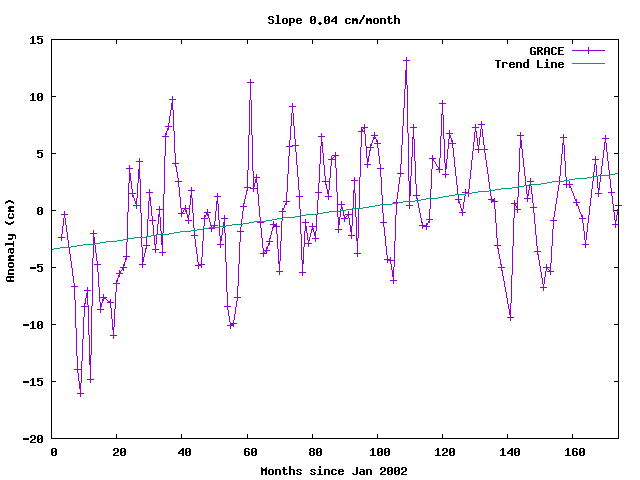 Slope 0.04 cm/month
15
GRACE
Trend Line
10
5
0
-5
-10
-15
-20
Anomaly (cm)
0 20 40 60 80 100 120 140 160
Months since Jan 2002